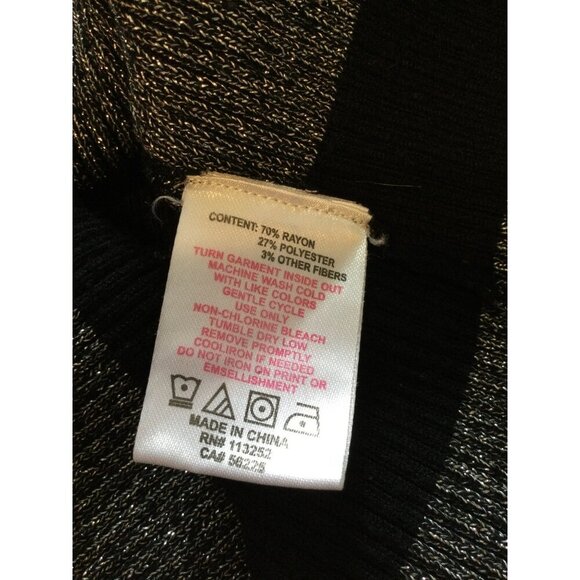 CONTENT: 70% RAYON
27% POLYESTER
3% OTHER FIBERS
TURN GARMENT INSIDE OUT
MACHINE WASH COLD
WITH LIKE COLORS
GENTLE CYCLE
USE ONLY
NON-CHLORINE BLEACH
TUMBLE DRY LOW
REMOVE PROMPTLY
COOLIRON IF NEEDED
DO NOT IRON ON PRINT OR
EMSELLISHMENT
MADE IN CHINA
RN# 113252
CA# 56225